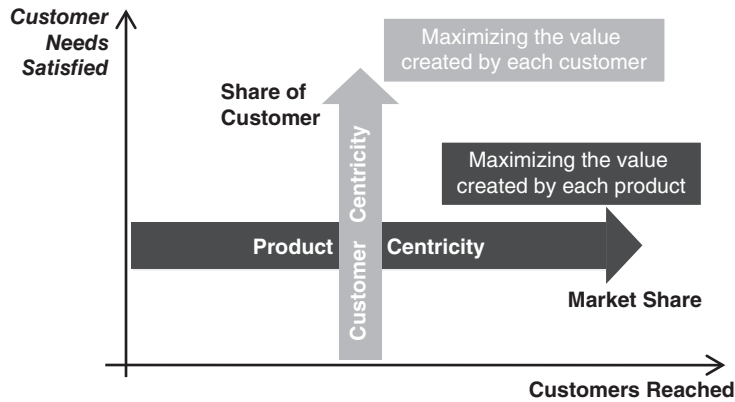 Customer
Needs
Satisfied
Maximizing the value
created by each customer
Share of
Customer
Maximizing the value
created by each product
Product
Centricity
Customer Centricity
Market Share
Customers Reached